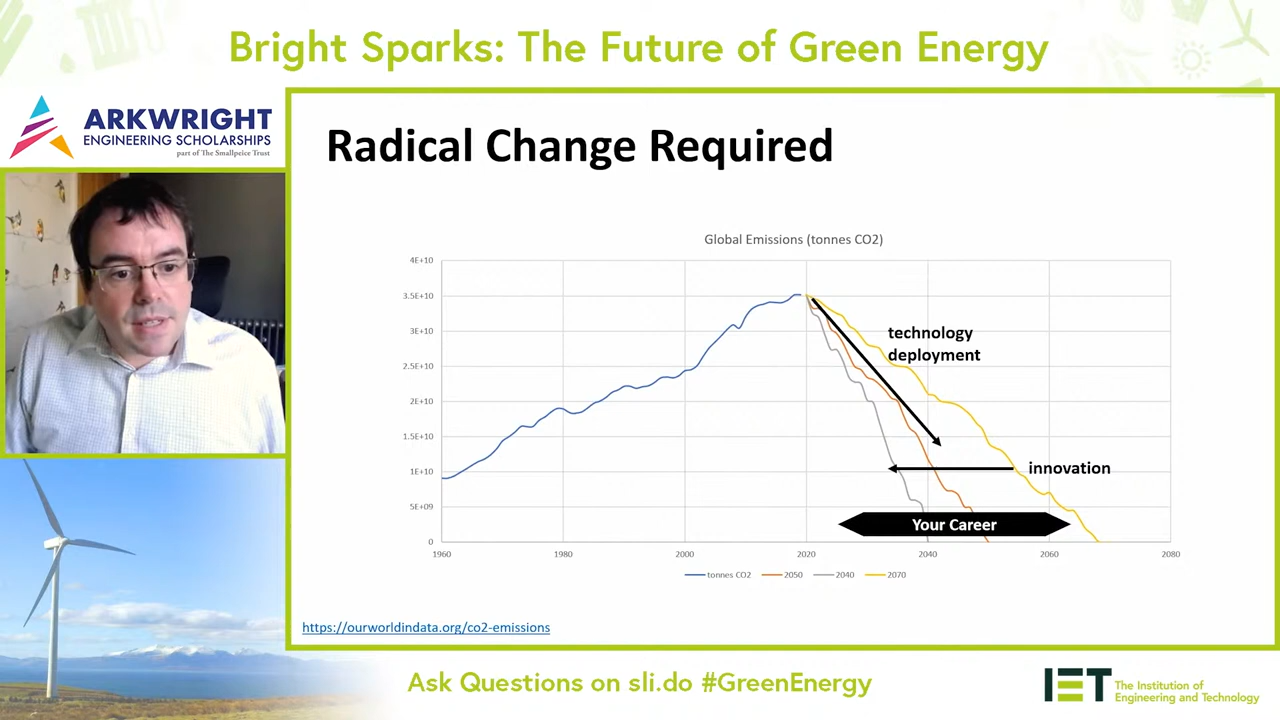 Bright Sparks: The Future of Green Energy
ARKWRIGHT
ENGINEERING SCHOLARSHIPS
part of The Smallpeice Trust
Radical Change Required
Global Emissions (tonnes CO2)
4E+10
3.5E+10
3E+10
2.5E+10
2E+10
1.5E+10
1E+10
5E+09
0
technology
deployment
innovation
Your Career
1960 1980 2000 2020 2040 2060 2080
tonnes CO2 2050 2040 2070
https://ourworldindata.org/co2-emissions
Ask Questions on sli.do #GreenEnergy
IET The Institution of
Engineering and Technology